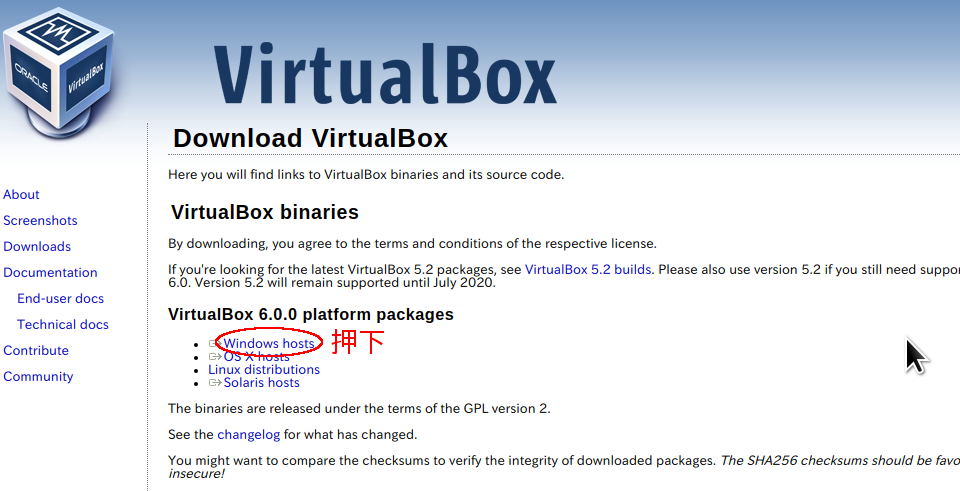 ORACLE
VirtualBox
VirtualBox
Download VirtualBox
Here you will find links to VirtualBox binaries and its source code.
About
Screenshots
Downloads
Documentation
End-user docs
Technical docs
Contribute
Community
VirtualBox binaries
By downloading, you agree to the terms and conditions of the respective license.
If you're looking for the latest VirtualBox 5.2 packages, see VirtualBox 5.2 builds. Please also use version 5.2 if you still need suppo
6.0. Version 5.2 will remain supported until July 2020.
VirtualBox 6.0.0 platform packages
Windows hosts 押下
OS X hosts
Linux distributions
Solaris hosts
The binaries are released under the terms of the GPL version 2.
See the changelog for what has changed.
You might want to compare the checksums to verify the integrity of downloaded packages. The SHA256 checksums should be favo
insecure!